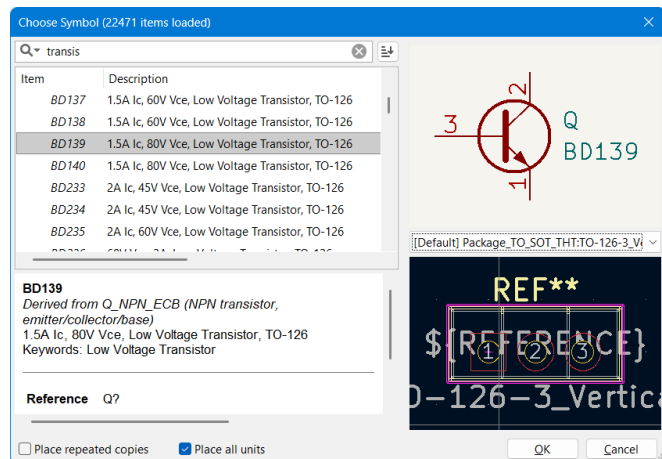 Choose Symbol (22471 items loaded)
transis
Item Description
BD137 1.5A Ic, 60V Vce, Low Voltage Transistor, TO-126
BD138 1.5A Ic, 60V Vce, Low Voltage Transistor, TO-126
BD139 1.5A Ic, 80V Vce, Low Voltage Transistor, TO-126
BD140 1.5A Ic, 80V Vce, Low Voltage Transistor, TO-126
BD233 2A Ic, 45V Vce, Low Voltage Transistor, TO-126
BD234 2A Ic, 45V Vce, Low Voltage Transistor, TO-126
BD235 2A Ic, 60V Vce, Low Voltage Transistor, TO-126
BD139
Derived from Q_NPN_ECB (NPN transistor,
emitter/collector/base)
1.5A Ic, 80V Vce, Low Voltage Transistor, TO-126
Keywords: Low Voltage Transistor
Reference Q?
Place repeated copies
Place all units
2
3
1
Q
BD139
[Default] Package_TO_SOT_THT:TO-126-3_Ve
REF**
${REFERENCE}
1 2 3
O-126-3_Vertica
OK Cancel